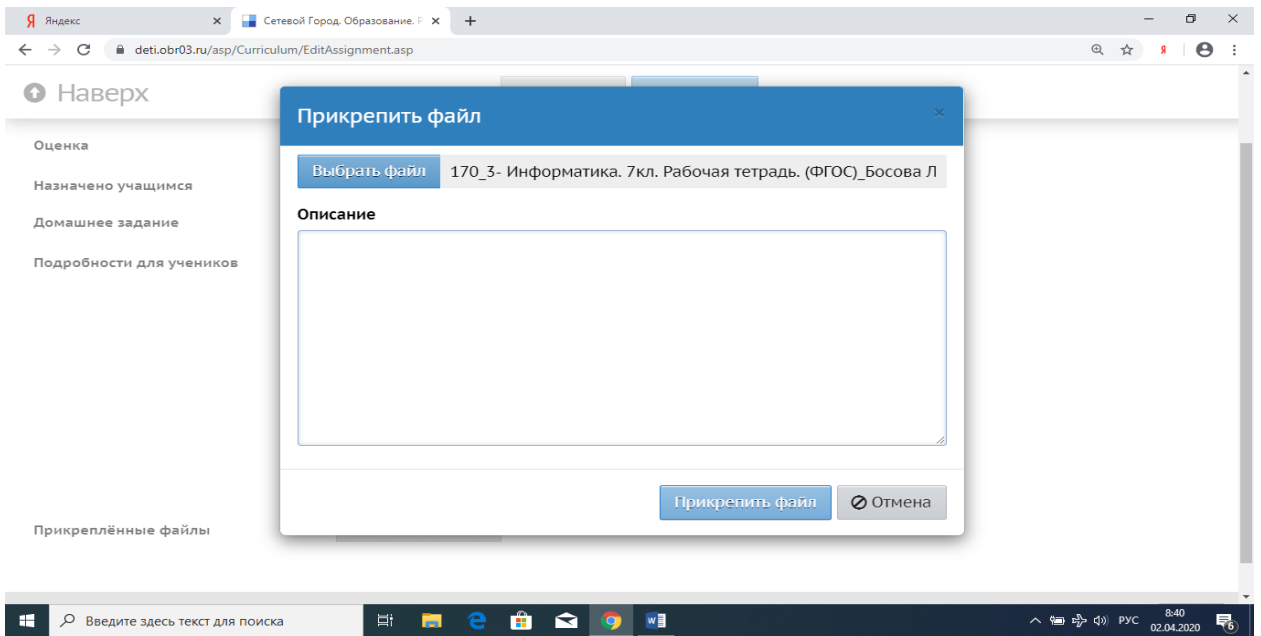 Я Яндекс
Сетевой Город. Образование. Р
deti.obr03.ru/asp/Curriculum/EditAssignment.asp
Я
Наверх
Прикрепить файл
Оценка
Выбрать файл 170_3- Информатика. 7кл. Рабочая тетрадь. (ФГОС)_Босова Л
Назначено учащимся
Описание
Домашнее задание
Подробности для учеников
Прикрепить файл
Отмена
Прикреплённые файлы
Введите здесь текст для поиска
W
РУС
8:40
02.04.2020
6